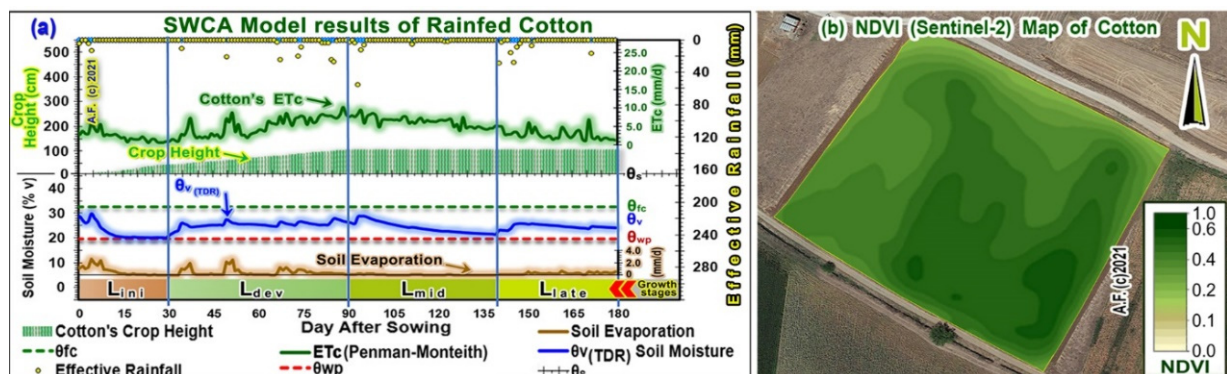 SWCA Model results of Rainfed Cotton
(a)
550
500
400
300
200
100
0
Crop Height (cm)
A.F. (c) 2021
Cotton's ETc
Crop Height
25.0
20.0
15.0
10.0
5.0
0
ETc (mm/d)
0
40
80
120
160
200
240
280
Effective Rainfall (mm)
θs
40
30
20
10
0
Soil Moisture (% v)
θv (TDR)
θfc
θv
θwp
4.0
2.0
0.0
(mm/d)
Soil Evaporation
Lini
Ldev
Lmid
Llate
Growth stages
0 15 30 45 60 75 90 105 120 135 150 165 180
Day After Sowing
Cotton's Crop Height
Soil Evaporation
θfc
ETc (Penman-Monteith)
θv(TDR) Soil Moisture
Effective Rainfall
θwp
θs
(b) NDVI (Sentinel-2) Map of Cotton
N
A.F. (c) 2021
1.0
0.8
0.6
0.4
0.2
0.1
0.0
NDVI